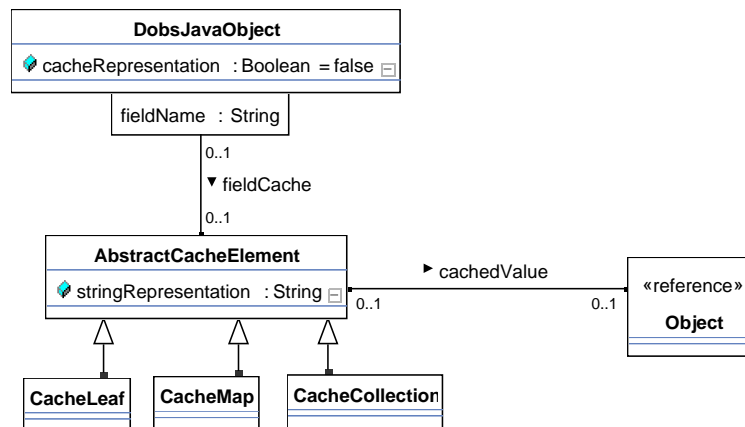 DobsJavaObject
cacheRepresentation : Boolean = false
fieldName : String
0..1
fieldCache
0..1
AbstractCacheElement
stringRepresentation : String
cachedValue
0..1
0..1
«reference»
Object
CacheLeaf
CacheMap
CacheCollection